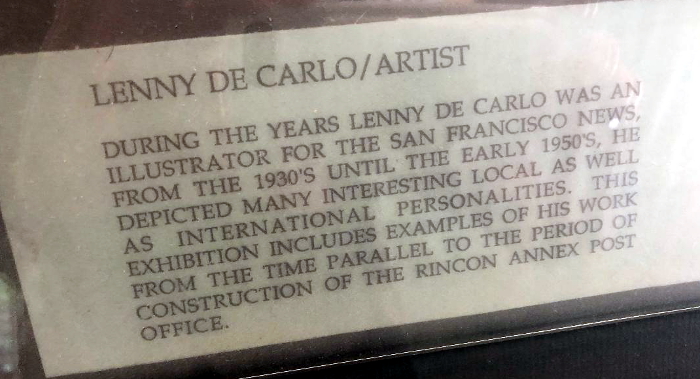 LENNY DE CARLO/ARTIST
DURING THE YEARS LENNY DE CARLO WAS AN
ILLUSTRATOR FOR THE SAN FRANCISCO NEWS,
FROM THE 1930'S UNTIL THE EARLY 1950'S, HE
DEPICTED MANY INTERESTING LOCAL AS WELL
AS INTERNATIONAL PERSONALITIES. THIS
EXHIBITION INCLUDES EXAMPLES OF HIS WORK
FROM THE TIME PARALLEL TO THE PERIOD OF
CONSTRUCTION OF THE RINCON ANNEX POST
OFFICE.